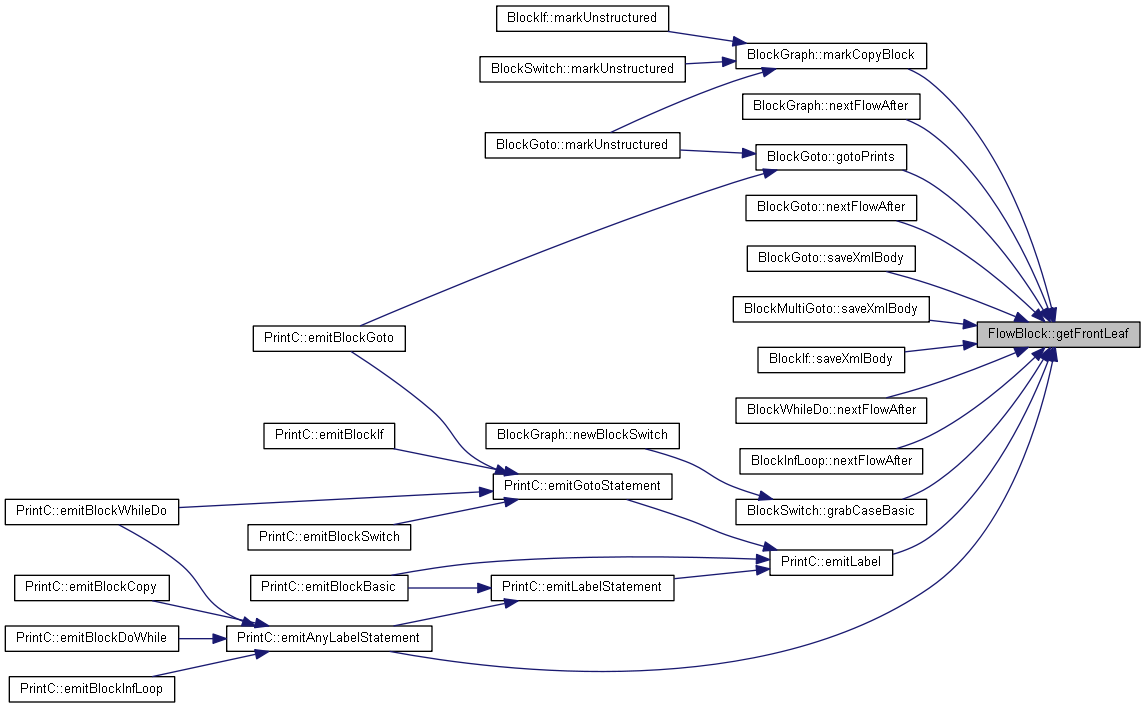 BlockIf::markUnstructured
BlockGraph::markCopyBlock
BlockSwitch::markUnstructured
BlockGraph::nextFlowAfter
BlockGoto::markUnstructured
BlockGoto::gotoPrints
BlockGoto::nextFlowAfter
BlockGoto::saveXmlBody
BlockMultiGoto::saveXmlBody
FlowBlock::getFrontLeaf
PrintC::emitBlockGoto
BlockIf::saveXmlBody
BlockWhileDo::nextFlowAfter
PrintC::emitBlockIf
BlockGraph::newBlockSwitch
BlockInfLoop::nextFlowAfter
PrintC::emitGotoStatement
PrintC::emitBlockWhileDo
BlockSwitch::grabCaseBasic
PrintC::emitBlockSwitch
PrintC::emitLabel
PrintC::emitBlockCopy
PrintC::emitBlockBasic
PrintC::emitLabelStatement
PrintC::emitBlockDoWhile
PrintC::emitAnyLabelStatement
PrintC::emitBlockInfLoop